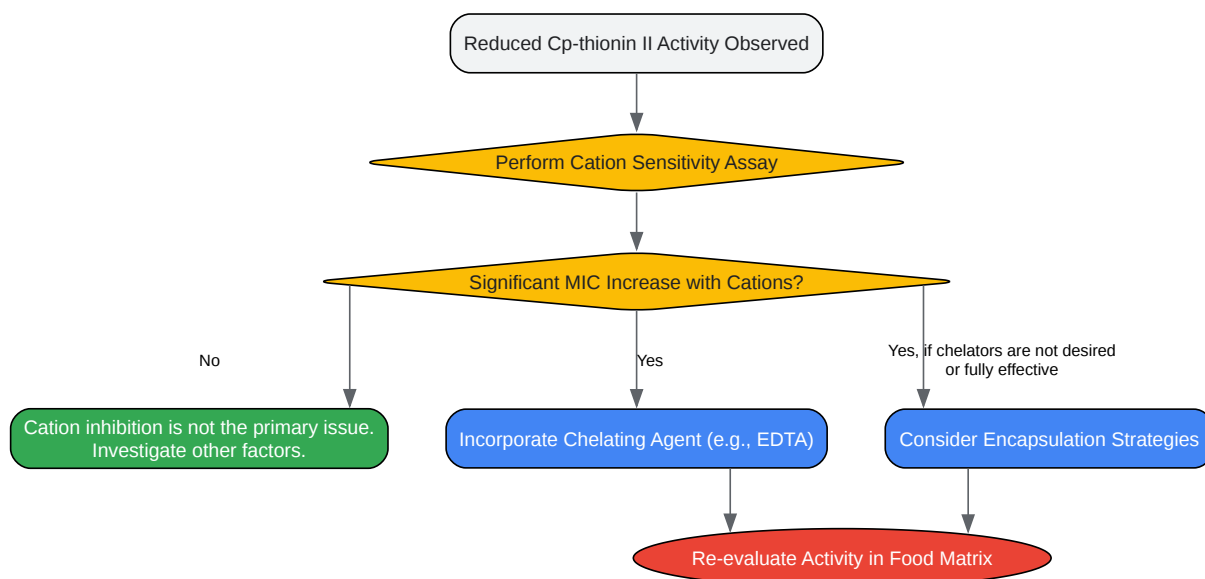 Reduced Cp-thionin II Activity Observed
Perform Cation Sensitivity Assay
Significant MIC Increase with Cations?
No
Yes
Yes, if chelators are not desired
or fully effective
Cation inhibition is not the primary issue.
Investigate other factors.
Incorporate Chelating Agent (e.g., EDTA)
Consider Encapsulation Strategies
Re-evaluate Activity in Food Matrix